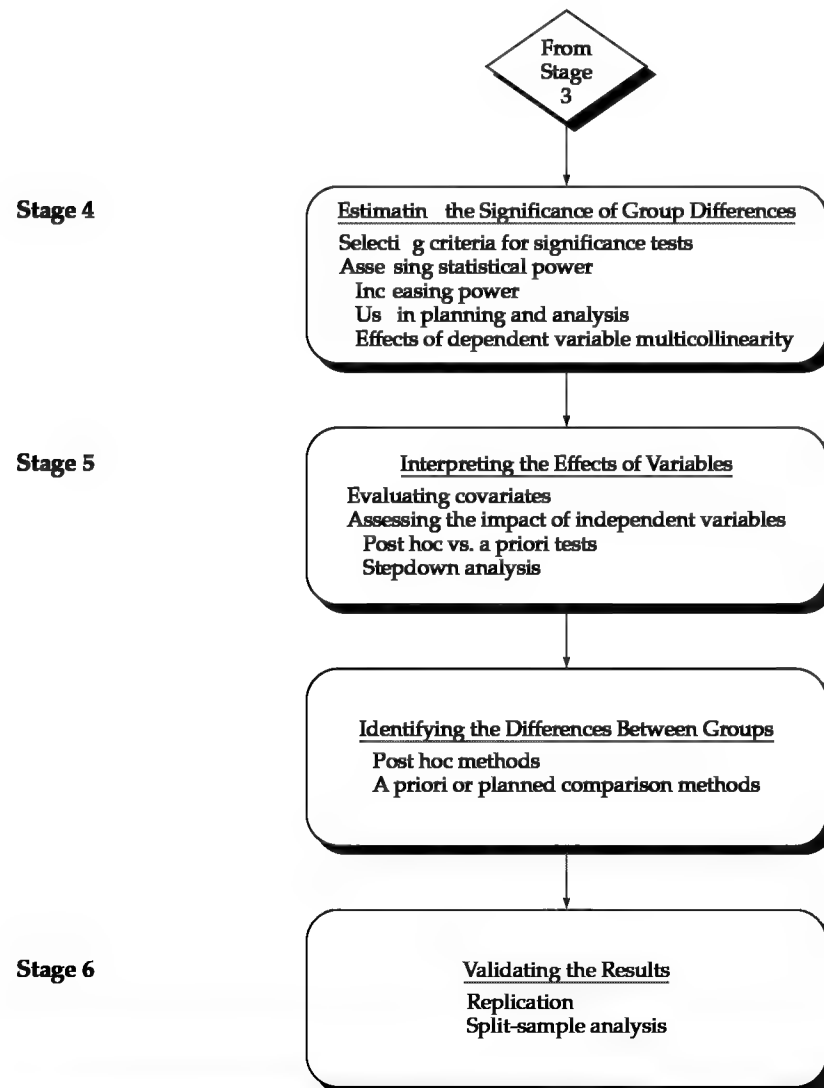 From
Stage
3
Stage 4
Estimatin the Significance of Group Differences
Selecti g criteria for significance tests
Asse sing statistical power
Inc easing power
Us in planning and analysis
Effects of dependent variable multicollinearity
Stage 5
Interpreting the Effects of Variables
Evaluating covariates
Assessing the impact of independent variables
Post hoc vs. a priori tests
Stepdown analysis
Identifying the Differences Between Groups
Post hoc methods
A priori or planned comparison methods
Stage 6
Validating the Results
Replication
Split-sample analysis